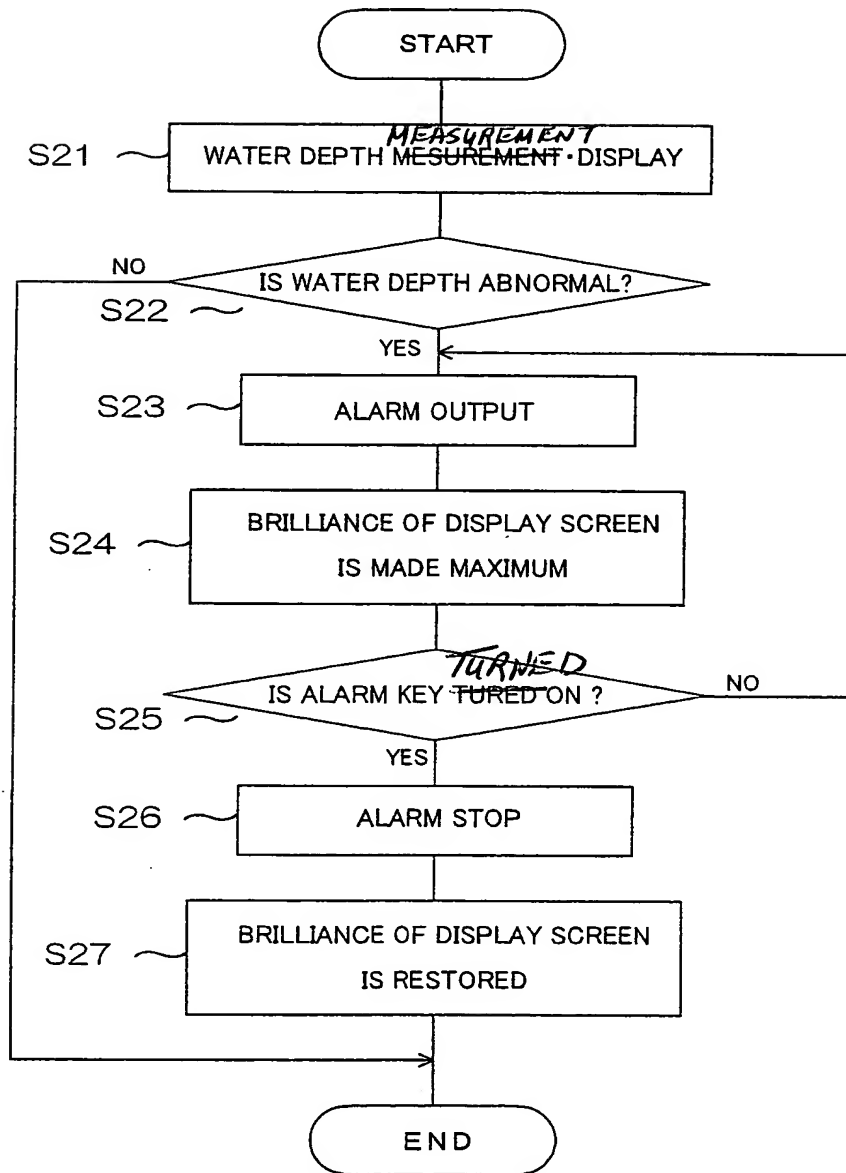 START
MEASUREMENT
S21 WATER DEPTH MESUREMENT・DISPLAY
NO
IS WATER DEPTH ABNORMAL?
S22
YES
S23 ALARM OUTPUT
BRILLIANCE OF DISPLAY SCREEN
S24
IS MADE MAXIMUM
TURNED
IS ALARM KEY TURED ON ?
NO
S25
YES
S26 ALARM STOP
BRILLIANCE OF DISPLAY SCREEN
S27
IS RESTORED
END